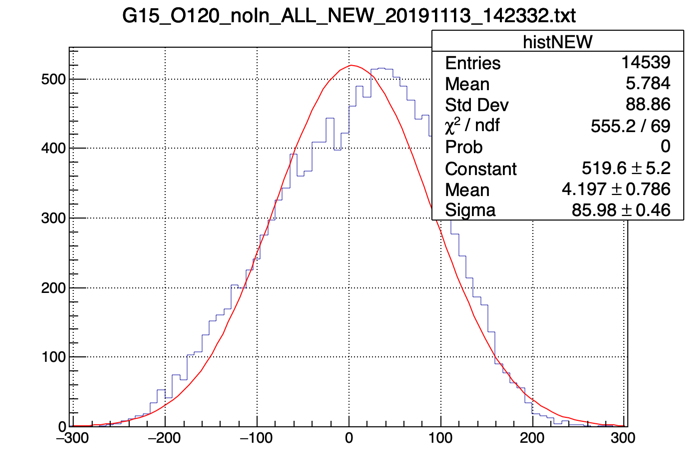 G15_O120_noIn_ALL_NEW_20191113_142332.txt
histNEW
Entries 14539
Mean 5.784
Std Dev 88.86
χ² / ndf 555.2 / 69
Prob 0
Constant 519.6 ± 5.2
Mean 4.197 ± 0.786
Sigma 85.98 ± 0.46
500
400
300
200
100
0
−300 −200 −100 0 100 200 300